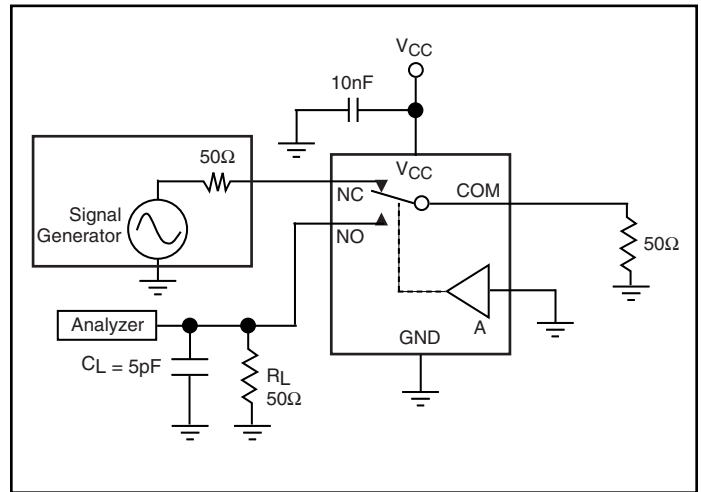 VCC
10nF
50Ω
VCC
NC
COM
Signal
Generator
NO
50Ω
Analyzer
A
GND
CL = 5pF
RL
50Ω